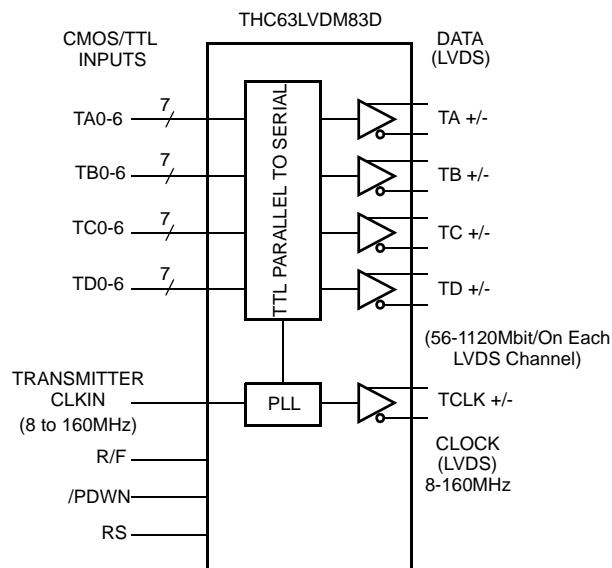 THC63LVDM83D
CMOS/TTL
INPUTS
DATA
(LVDS)
7
TA0-6
TA +/-
7
TB0-6
TB +/-
7
TC0-6
TC +/-
7
TD0-6
TD +/-
TTL PARALLEL TO SERIAL
(56-1120Mbit/On Each
LVDS Channel)
TRANSMITTER
CLKIN
(8 to 160MHz)
PLL
TCLK +/-
CLOCK
(LVDS)
8-160MHz
R/F
/PDWN
RS